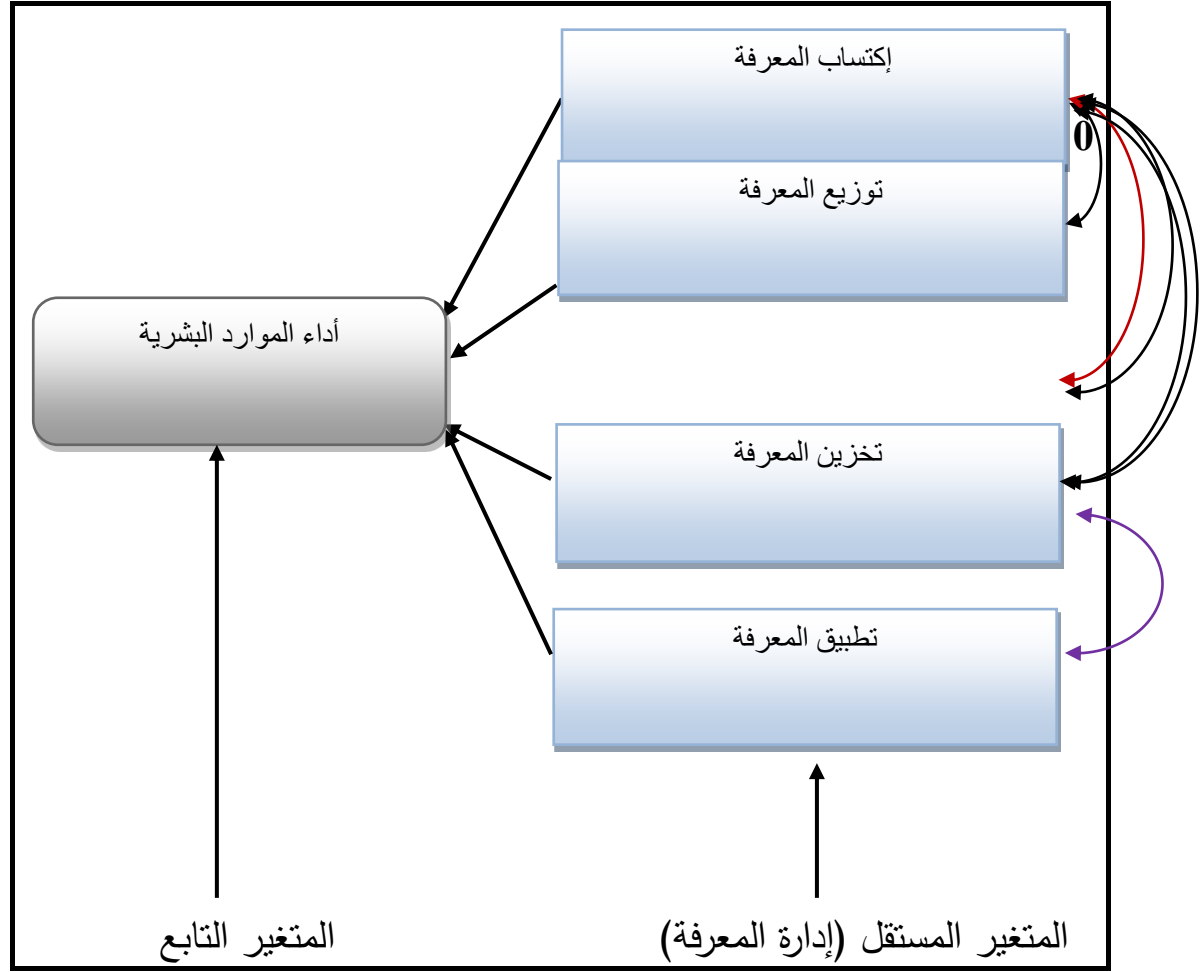 إكتساب المعرفة
0
توزيع المعرفة
أداء الموارد البشرية
تخزين المعرفة
تطبيق المعرفة
المتغير المستقل (إدارة المعرفة)
المتغير التابع